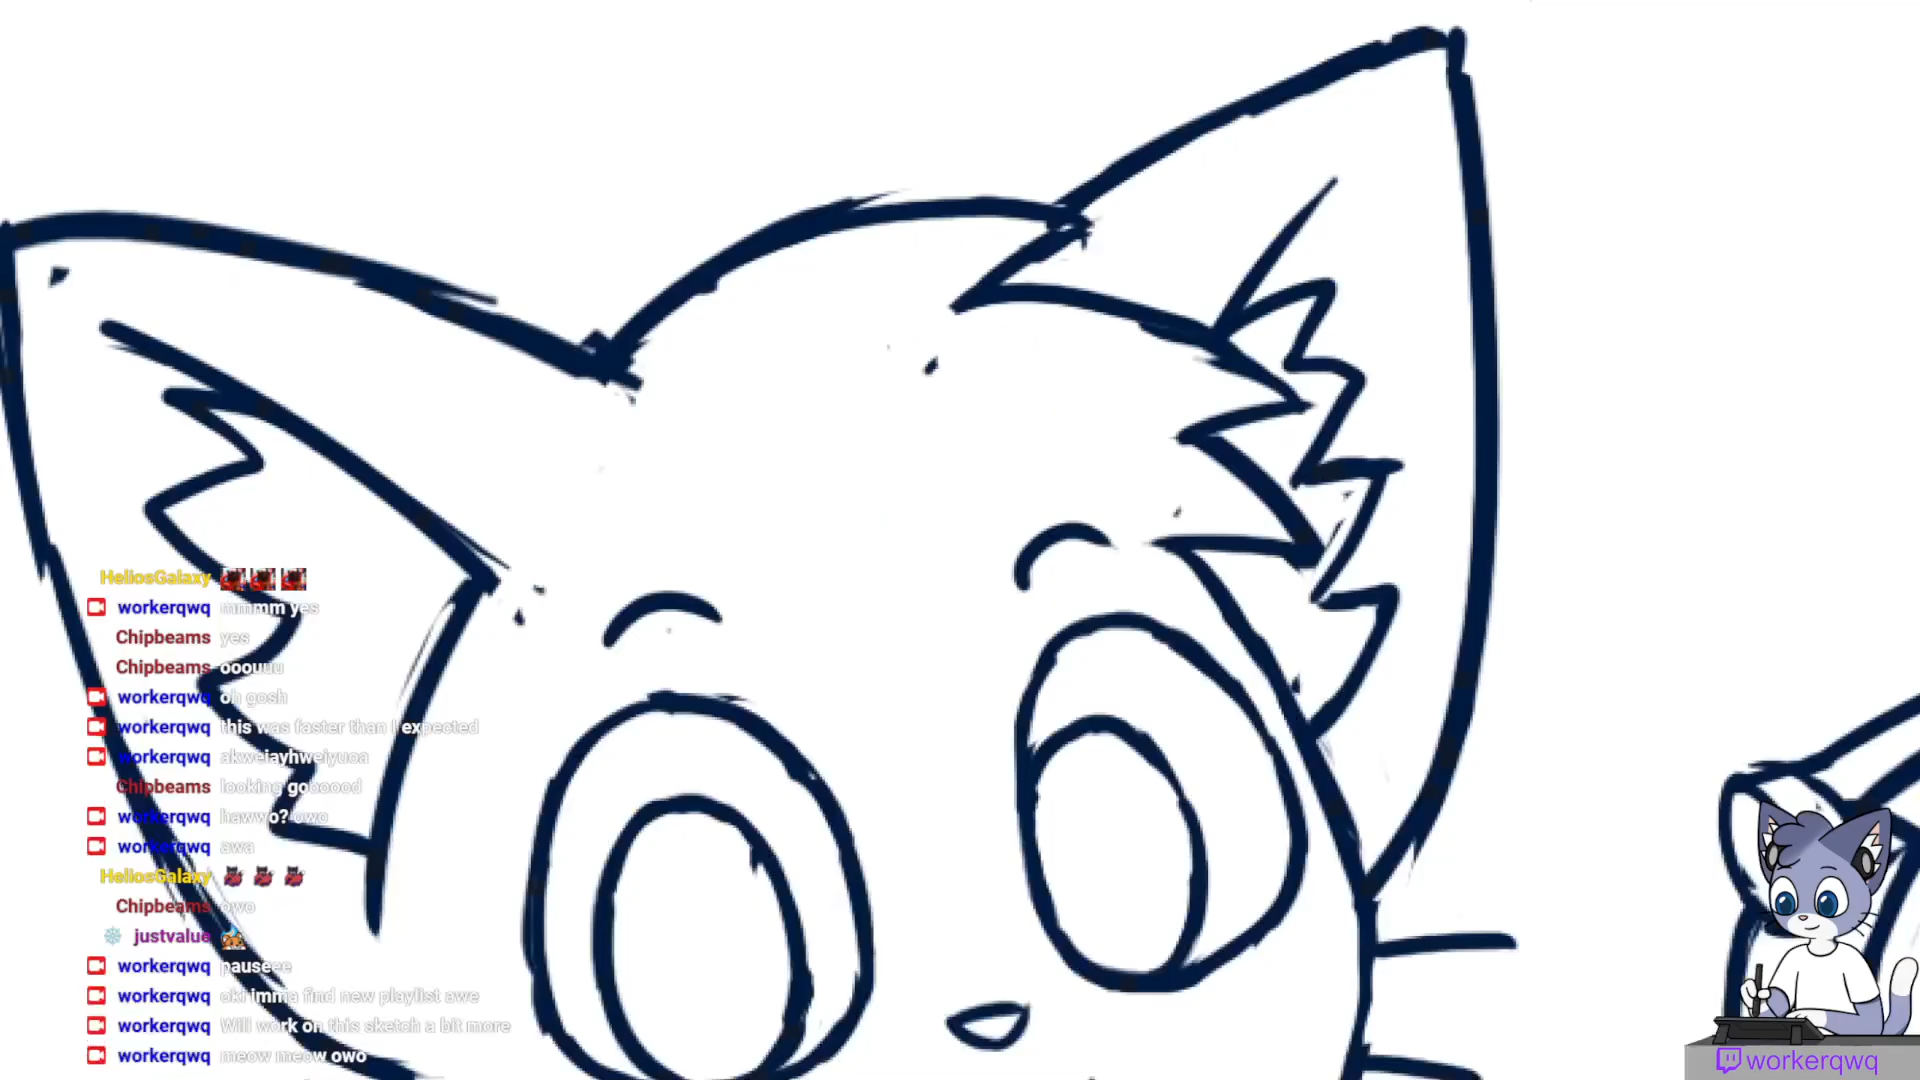 HeliosGalaxy
workerqwq mmmm yes
Chipbeams yes
Chipbeams ooouuu
workerqwq oh gosh
workerqwq this was faster than I expected
workerqwq akweiayhweiyuoa
Chipbeams looking goooood
workerqwq hawwo? owo
workerqwq awa
HeliosGalaxy
Chipbeams owo
justvalue
workerqwq pauseee
workerqwq oki imma find new playlist awe
workerqwq Will work on this sketch a bit more
workerqwq meow meow owo
workerqwq